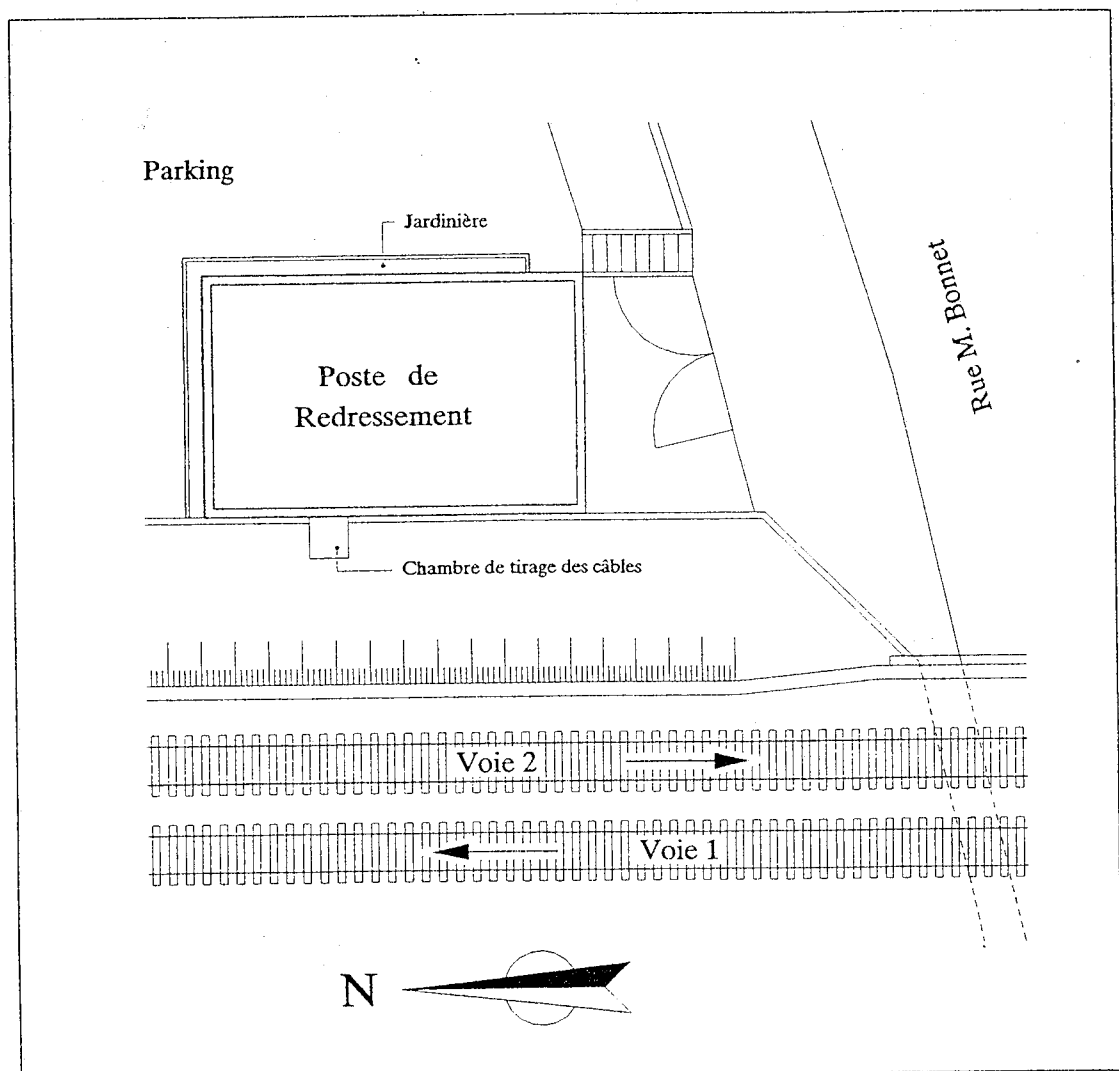 Parking
Jardinière
Rue M. Bonnet
Poste de
Redressement
Chambre de tirage des câbles
Voie 2
Voie 1
N